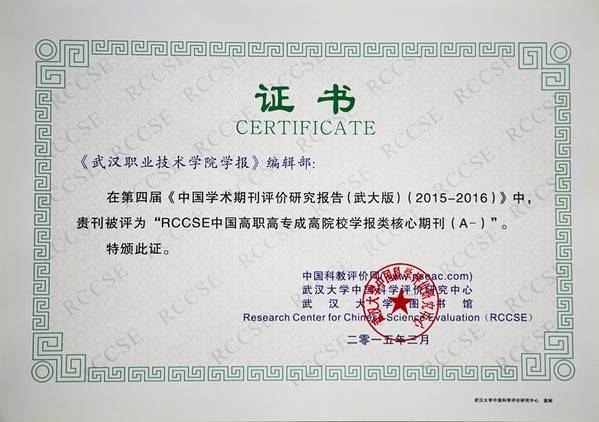 证书
CERTIFICATE
《武汉职业技术学院学报》编辑部:
在第四届《中国学术期刊评价研究报告(武大版)(2015-2016)》中,
贵刊被评为“RCCSE中国高职高专成高院校学报类核心期刊(A-)”。
特颁此证。
中国科教评价网(www.nseac.com)
武汉大学中国科学评价研究中心
武汉大学图书馆
Research Center for Chinese Science Evaluation(RCCSE)
二零一五年三月
武汉大学中国科学评价研究中心 监制